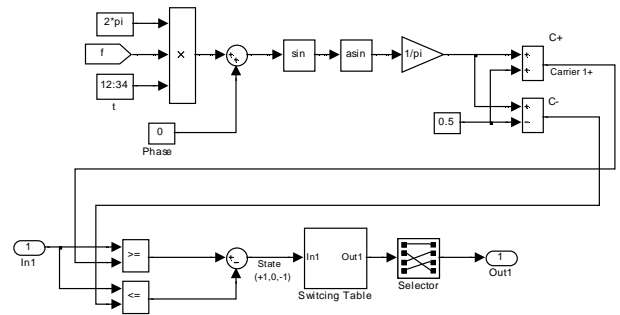 2*pi
f
12:34
t
×
+
+
0
Phase
sin
asin
1/pi
0.5
C+
+
+
Carrier 1+
C-
+
−
1
In1
>=
<=
+
−
State
(+1,0,-1)
In1
Out1
Switcing Table
Selector
1
Out1